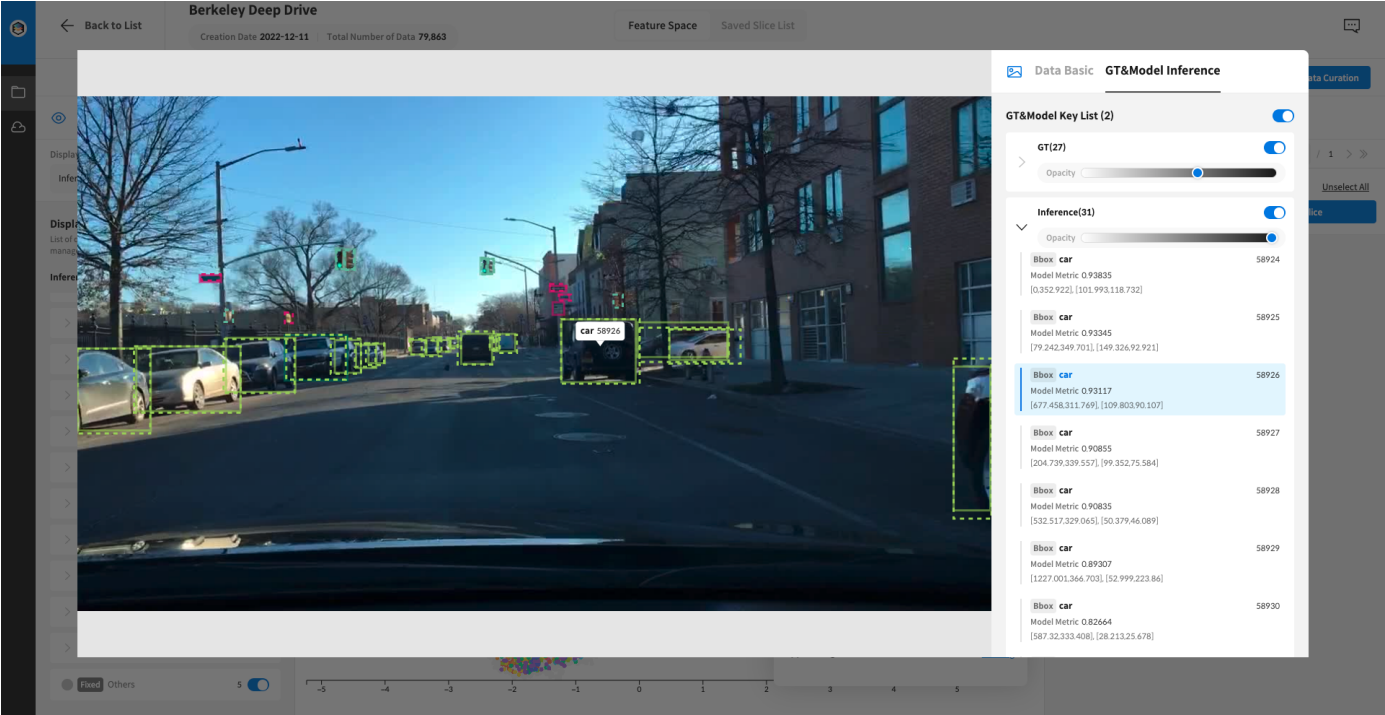 Back to List
Berkeley Deep Drive
Creation Date 2022-12-11
Total Number of Data 79,863
Feature Space
Saved Slice List
Data Basic
GT&Model Inference
ata Curation
GT&Model Key List (2)
GT(27)
Opacity
Inference(31)
Opacity
Bbox car 58924
Model Metric 0.93835
[0,352.922], [101.993,118.732]
Bbox car 58925
Model Metric 0.93345
[79.242,349.701], [149.326,92.921]
Bbox car 58926
Model Metric 0.93117
[677.458,311.769], [109.803,90.107]
Bbox car 58927
Model Metric 0.90855
[204.739,339.557], [99.352,75.584]
Bbox car 58928
Model Metric 0.90835
[532.517,329.065], [50.379,46.089]
Bbox car 58929
Model Metric 0.89307
[1227.001,366.703], [52.999,223.86]
Bbox car 58930
Model Metric 0.82664
[587.32,333.408], [28.213,25.678]
car 58926
Displa
Infer
Displa
List of
manag
Infere
/ 1
Unselect All
lice
Fixed Others 5
-5 -4 -3 -2 -1 0 1 2 3 4 5